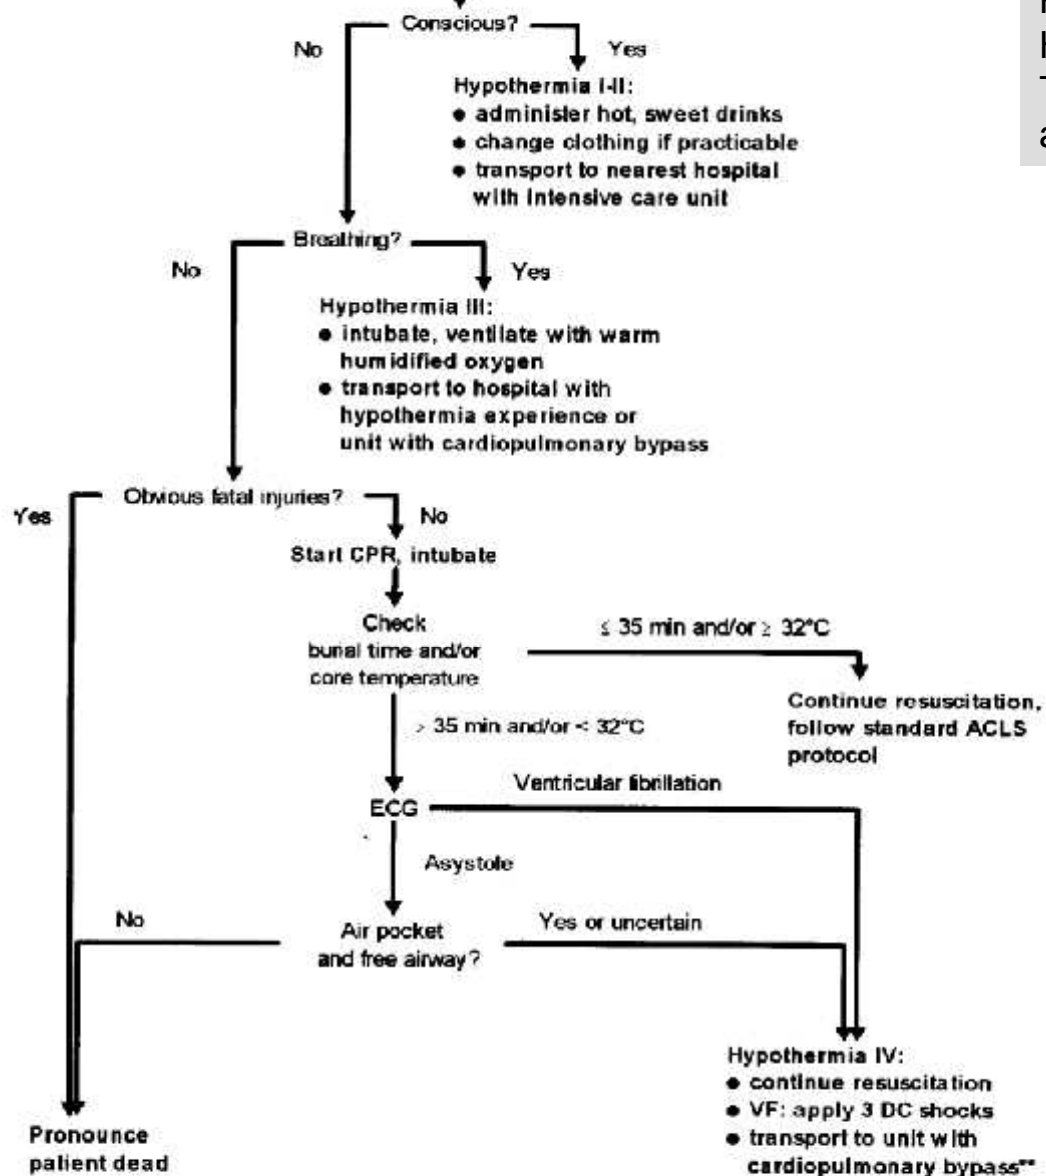 Conscious?
No
Yes
Hypothermia I-II:
● administer hot, sweet drinks
● change clothing if practicable
● transport to nearest hospital
with intensive care unit
Breathing?
No
Yes
Hypothermia III:
● intubate, ventilate with warm
humidified oxygen
● transport to hospital with
hypothermia experience or
unit with cardiopulmonary bypass
Obvious fatal injuries?
Yes
No
Start CPR, intubate
Check
burial time and/or
core temperature
≤ 35 min and/or ≥ 32°C
Continue resuscitation,
follow standard ACLS
protocol
> 35 min and/or < 32°C
Ventricular fibrillation
ECG
Asystole
No
Air pocket
and free airway?
Yes or uncertain
Hypothermia IV:
● continue resuscitation
● VF: apply 3 DC shocks
● transport to unit with
cardiopulmonary bypass**
Pronounce
patient dead